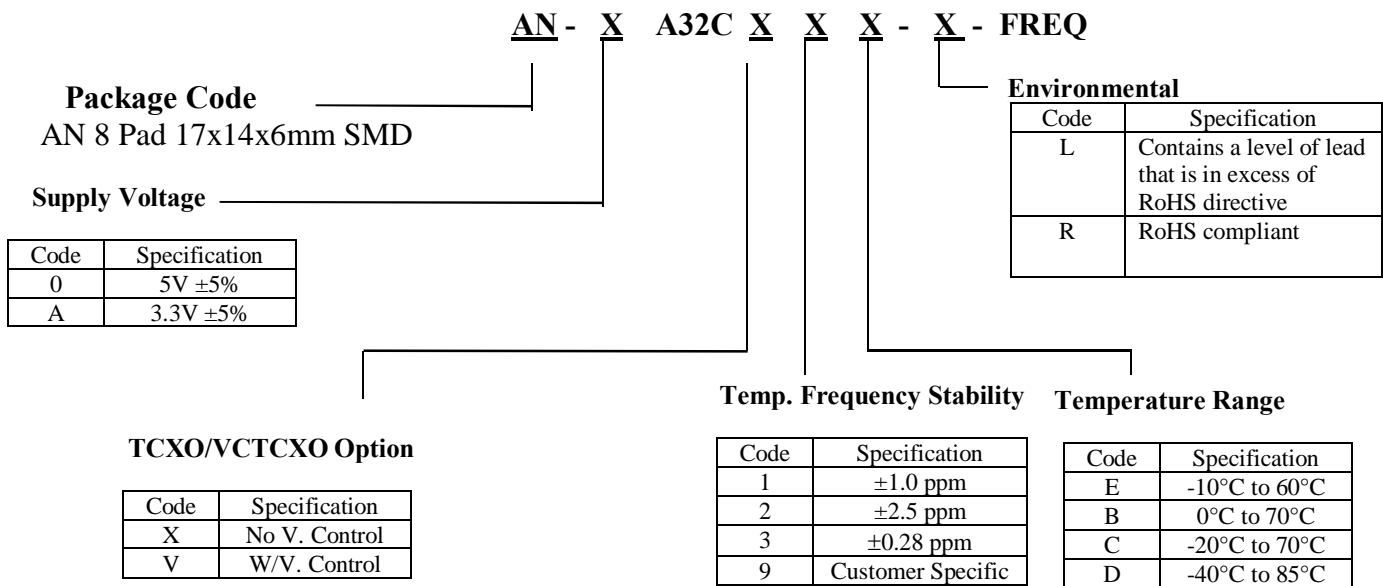 AN - X A32C X X X - X - FREQ
Package Code
AN 8 Pad 17x14x6mm SMD
Supply Voltage
Code Specification
0 5V ±5%
A 3.3V ±5%
Environmental
Code Specification
L Contains a level of lead
that is in excess of
RoHS directive
R RoHS compliant
TCXO/VCTCXO Option
Code Specification
X No V. Control
V W/V. Control
Temp. Frequency Stability
Code Specification
1 ±1.0 ppm
2 ±2.5 ppm
3 ±0.28 ppm
9 Customer Specific
Temperature Range
Code Specification
E -10°C to 60°C
B 0°C to 70°C
C -20°C to 70°C
D -40°C to 85°C